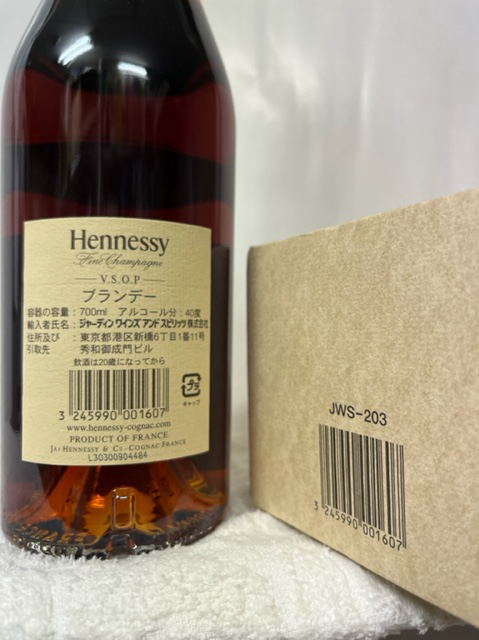 Hennessy
Fine Champagne
V.S.O.P
ブランデー
容器の容量：700ml アルコール分：40度
輸入者氏名：ジャーディン ワインズ アンド スピリッツ株式会社
住所及び：東京都港区新橋6丁目1番11号
引取先 秀和御成門ビル
飲酒は20歳になってから
プラ
キャップ
3 245990 001607
www.hennessy-cognac.com
PRODUCT OF FRANCE
JAS HENNESSY & Co - COGNAC FRANCE
L30300904484
JWS-203
3 245990 001607